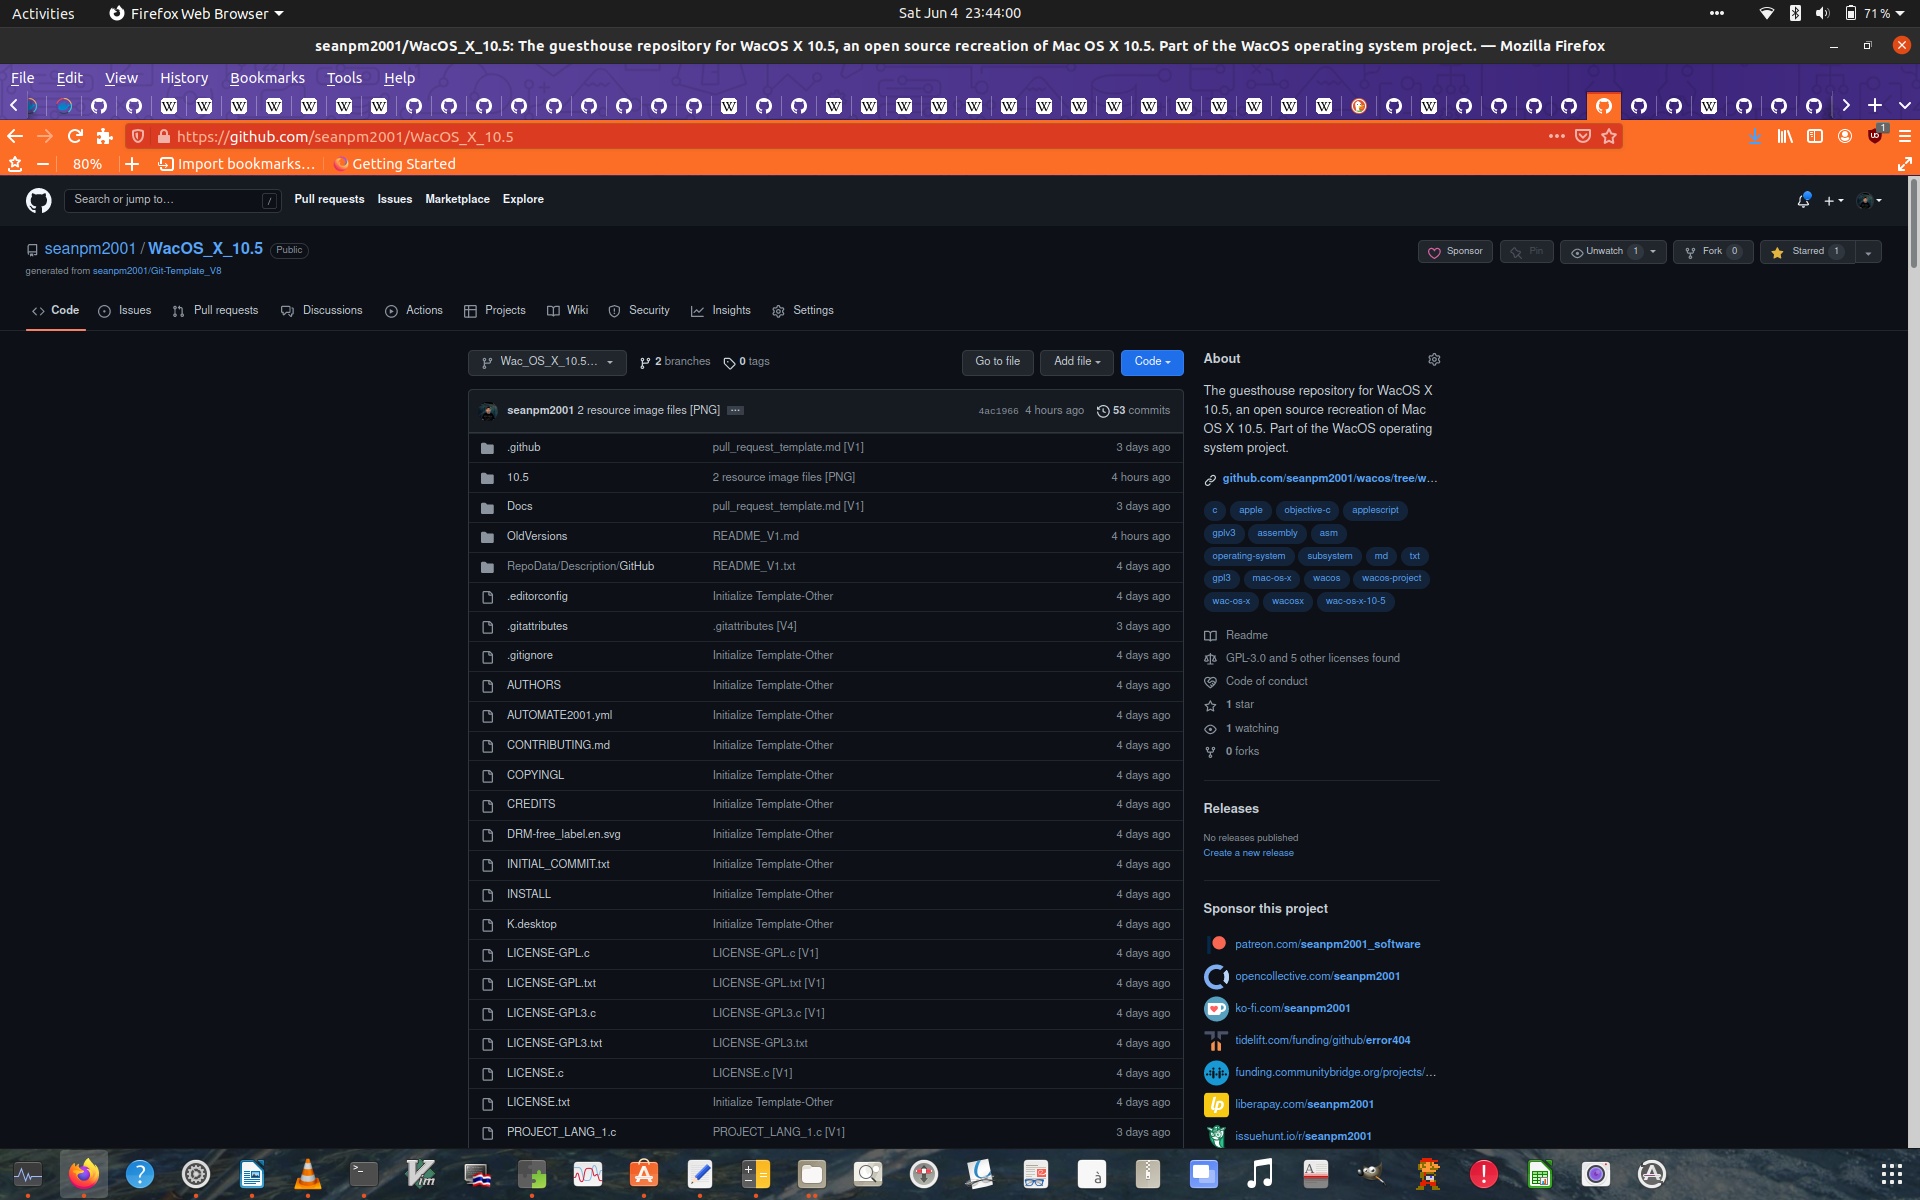 Activities
Firefox Web Browser
Sat Jun 4 23:44:00
71 %
seanpm2001/WacOS_X_10.5: The guesthouse repository for WacOS X 10.5, an open source recreation of Mac OS X 10.5. Part of the WacOS operating system project. — Mozilla Firefox
File Edit View History Bookmarks Tools Help
https://github.com/seanpm2001/WacOS_X_10.5
1
80%
Import bookmarks…
Getting Started
Search or jump to… /
Pull requests Issues Marketplace Explore
seanpm2001 / WacOS_X_10.5 Public
generated from seanpm2001/Git-Template_V8
Sponsor
Pin
Unwatch 1
Fork 0
Starred 1
Code
Issues
Pull requests
Discussions
Actions
Projects
Wiki
Security
Insights
Settings
Wac_OS_X_10.5…
2 branches
0 tags
Go to file
Add file
Code
seanpm2001 2 resource image files [PNG] … 4ac1966 4 hours ago 53 commits
.github pull_request_template.md [V1] 3 days ago
10.5 2 resource image files [PNG] 4 hours ago
Docs pull_request_template.md [V1] 3 days ago
OldVersions README_V1.md 4 hours ago
RepoData/Description/GitHub README_V1.txt 4 days ago
.editorconfig Initialize Template-Other 4 days ago
.gitattributes .gitattributes [V4] 3 days ago
.gitignore Initialize Template-Other 4 days ago
AUTHORS Initialize Template-Other 4 days ago
AUTOMATE2001.yml Initialize Template-Other 4 days ago
CONTRIBUTING.md Initialize Template-Other 4 days ago
COPYINGL Initialize Template-Other 4 days ago
CREDITS Initialize Template-Other 4 days ago
DRM-free_label.en.svg Initialize Template-Other 4 days ago
INITIAL_COMMIT.txt Initialize Template-Other 4 days ago
INSTALL Initialize Template-Other 4 days ago
K.desktop Initialize Template-Other 4 days ago
LICENSE-GPL.c LICENSE-GPL.c [V1] 4 days ago
LICENSE-GPL.txt LICENSE-GPL.txt [V1] 4 days ago
LICENSE-GPL3.c LICENSE-GPL3.c [V1] 4 days ago
LICENSE-GPL3.txt LICENSE-GPL3.txt 4 days ago
LICENSE.c LICENSE.c [V1] 4 days ago
LICENSE.txt Initialize Template-Other 4 days ago
PROJECT_LANG_1.c PROJECT_LANG_1.c [V1] 3 days ago
About
The guesthouse repository for WacOS X
10.5, an open source recreation of Mac
OS X 10.5. Part of the WacOS operating
system project.
github.com/seanpm2001/wacos/tree/w…
c apple objective-c applescript
gplv3 assembly asm
operating-system subsystem md txt
gpl3 mac-os-x wacos wacos-project
wac-os-x wacosx wac-os-x-10-5
Readme
GPL-3.0 and 5 other licenses found
Code of conduct
1 star
1 watching
0 forks
Releases
No releases published
Create a new release
Sponsor this project
patreon.com/seanpm2001_software
opencollective.com/seanpm2001
ko-fi.com/seanpm2001
tidelift.com/funding/github/error404
funding.communitybridge.org/projects/…
liberapay.com/seanpm2001
issuehunt.io/r/seanpm2001